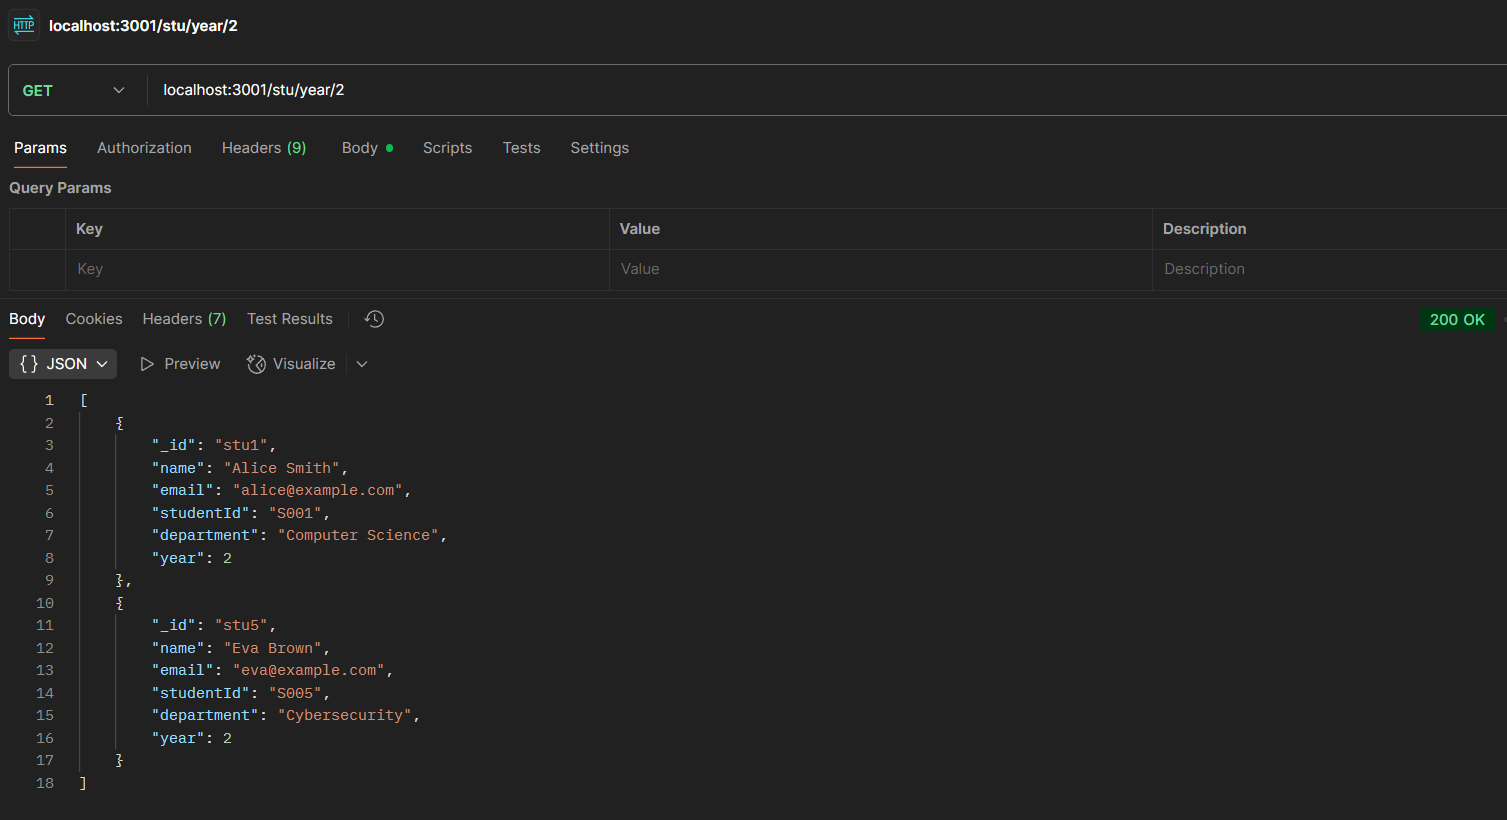 HTTP localhost:3001/stu/year/2
GET localhost:3001/stu/year/2
Params Authorization Headers (9) Body Scripts Tests Settings
Query Params
Key Value Description
Key Value Description
Body Cookies Headers (7) Test Results 200 OK
{} JSON Preview Visualize
1 [
2 {
3 "_id": "stu1",
4 "name": "Alice Smith",
5 "email": "alice@example.com",
6 "studentId": "S001",
7 "department": "Computer Science",
8 "year": 2
9 },
10 {
11 "_id": "stu5",
12 "name": "Eva Brown",
13 "email": "eva@example.com",
14 "studentId": "S005",
15 "department": "Cybersecurity",
16 "year": 2
17 }
18 ]